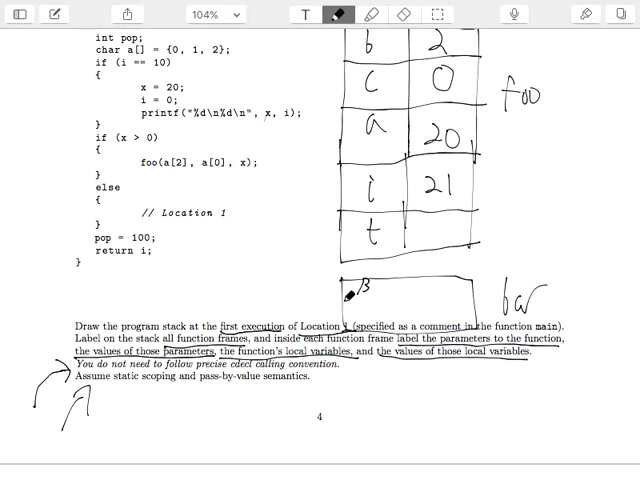 104%
T
int pop;
char a[] = {0, 1, 2};
if (i == 10)
{
x = 20;
i = 0;
printf("%d\n%d\n", x, i);
}
if (x > 0)
{
foo(a[2], a[0], x);
}
else
{
// Location 1
}
pop = 100;
return i;
}
b 2
c 0
foo
a 20
i 21
t
B
bar
Draw the program stack at the first execution of Location 1 (specified as a comment in the function main).
Label on the stack all function frames, and inside each function frame label the parameters to the function,
the values of those parameters, the function's local variables, and the values of those local variables.
You do not need to follow precise cdecl calling convention.
Assume static scoping and pass-by-value semantics.
4